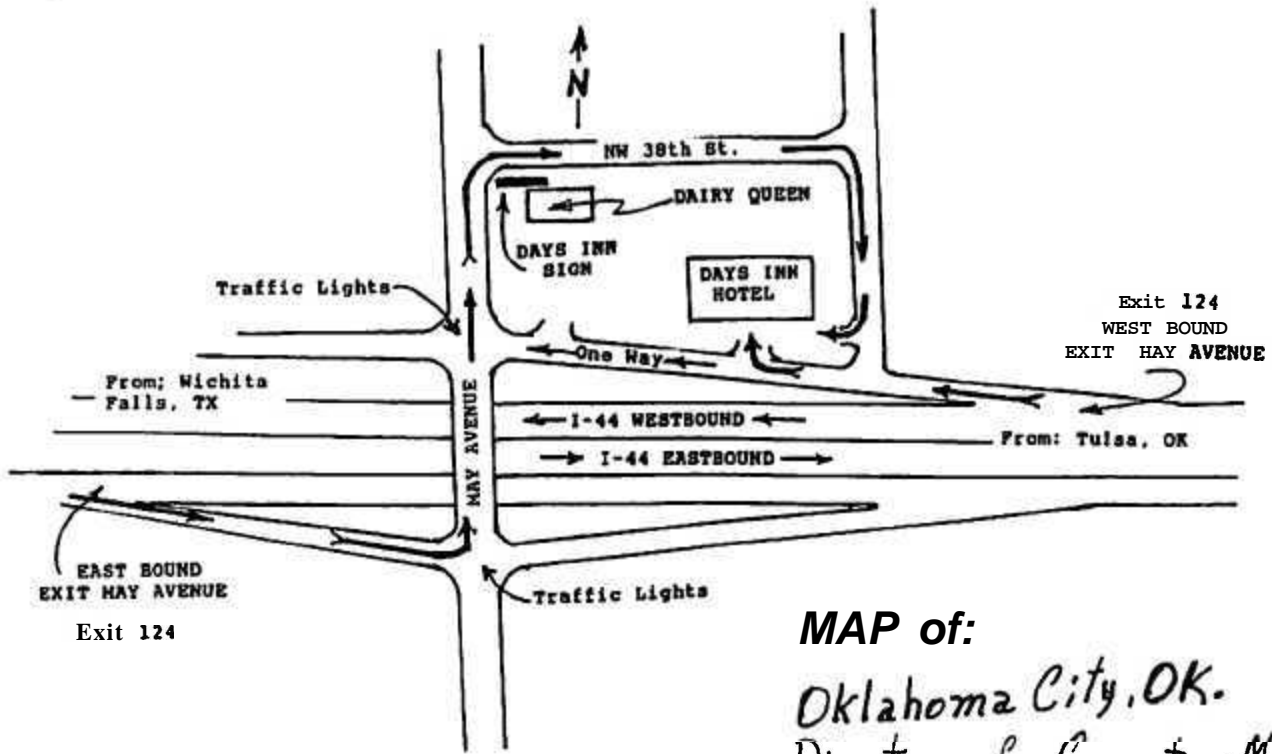 N
NW 38th St.
DAIRY QUEEN
DAYS INN
SIGN
DAYS INN
HOTEL
Traffic Lights
Exit 124
WEST BOUND
EXIT HAY AVENUE
One Way
From; Wichita
Falls, TX
MAY AVENUE
I-44 WESTBOUND
From: Tulsa, OK
I-44 EASTBOUND
EAST BOUND
EXIT HAY AVENUE
Exit 124
Traffic Lights
MAP of:
Oklahoma City, OK.